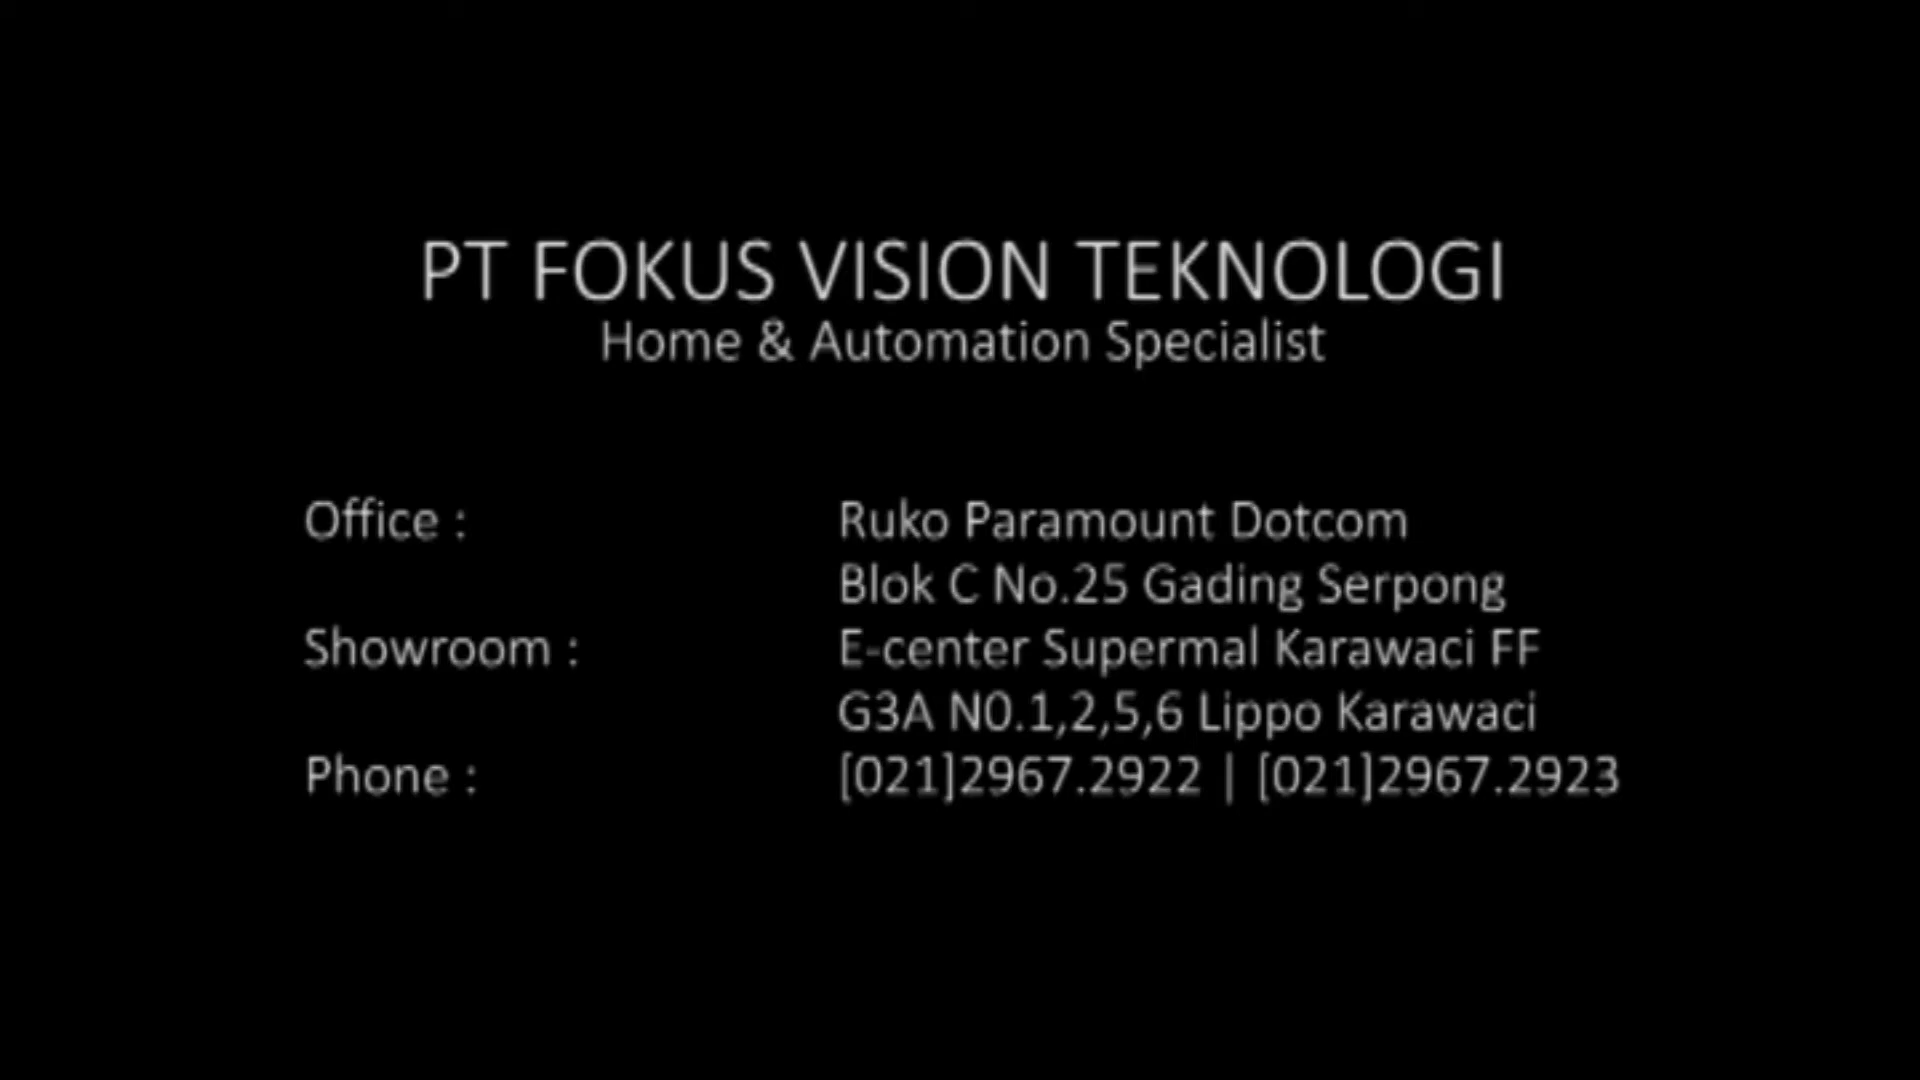 PT FOKUS VISION TEKNOLOGI
Home & Automation Specialist
Office : Ruko Paramount Dotcom
Blok C No.25 Gading Serpong
Showroom : E-center Supermal Karawaci FF
G3A N0.1,2,5,6 Lippo Karawaci
Phone : [021]2967.2922 | [021]2967.2923